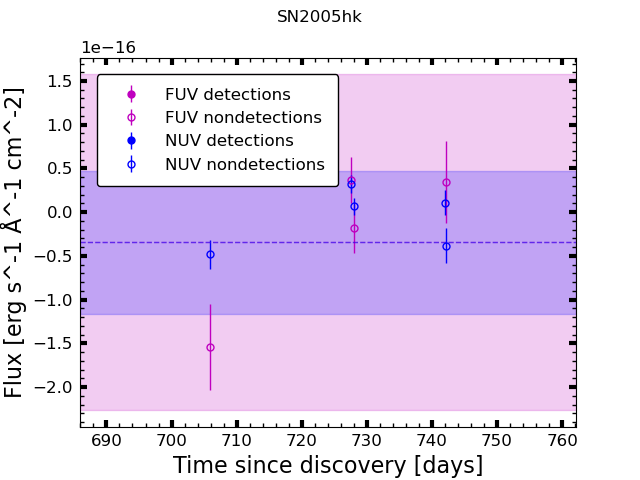 SN2005hk
1e−16
FUV detections
FUV nondetections
NUV detections
NUV nondetections
1.5
1.0
0.5
0.0
−0.5
−1.0
−1.5
−2.0
Flux [erg s^-1 Å^-1 cm^-2]
690 700 710 720 730 740 750 760
Time since discovery [days]